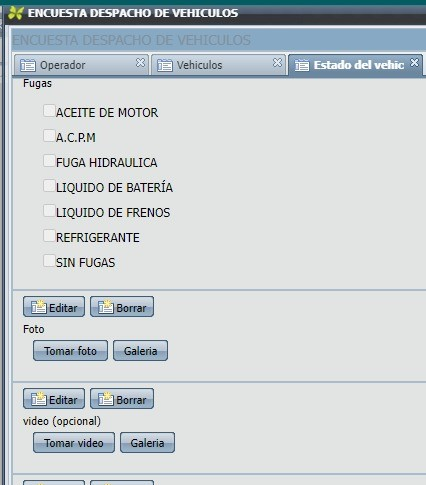 ENCUESTA DESPACHO DE VEHICULOS
ENCUESTA DESPACHO DE VEHICULOS
Operador Vehiculos Estado del vehic
Fugas
ACEITE DE MOTOR
A.C.P.M
FUGA HIDRAULICA
LIQUIDO DE BATERÍA
LIQUIDO DE FRENOS
REFRIGERANTE
SIN FUGAS
Editar Borrar
Foto
Tomar foto Galeria
Editar Borrar
video (opcional)
Tomar video Galeria